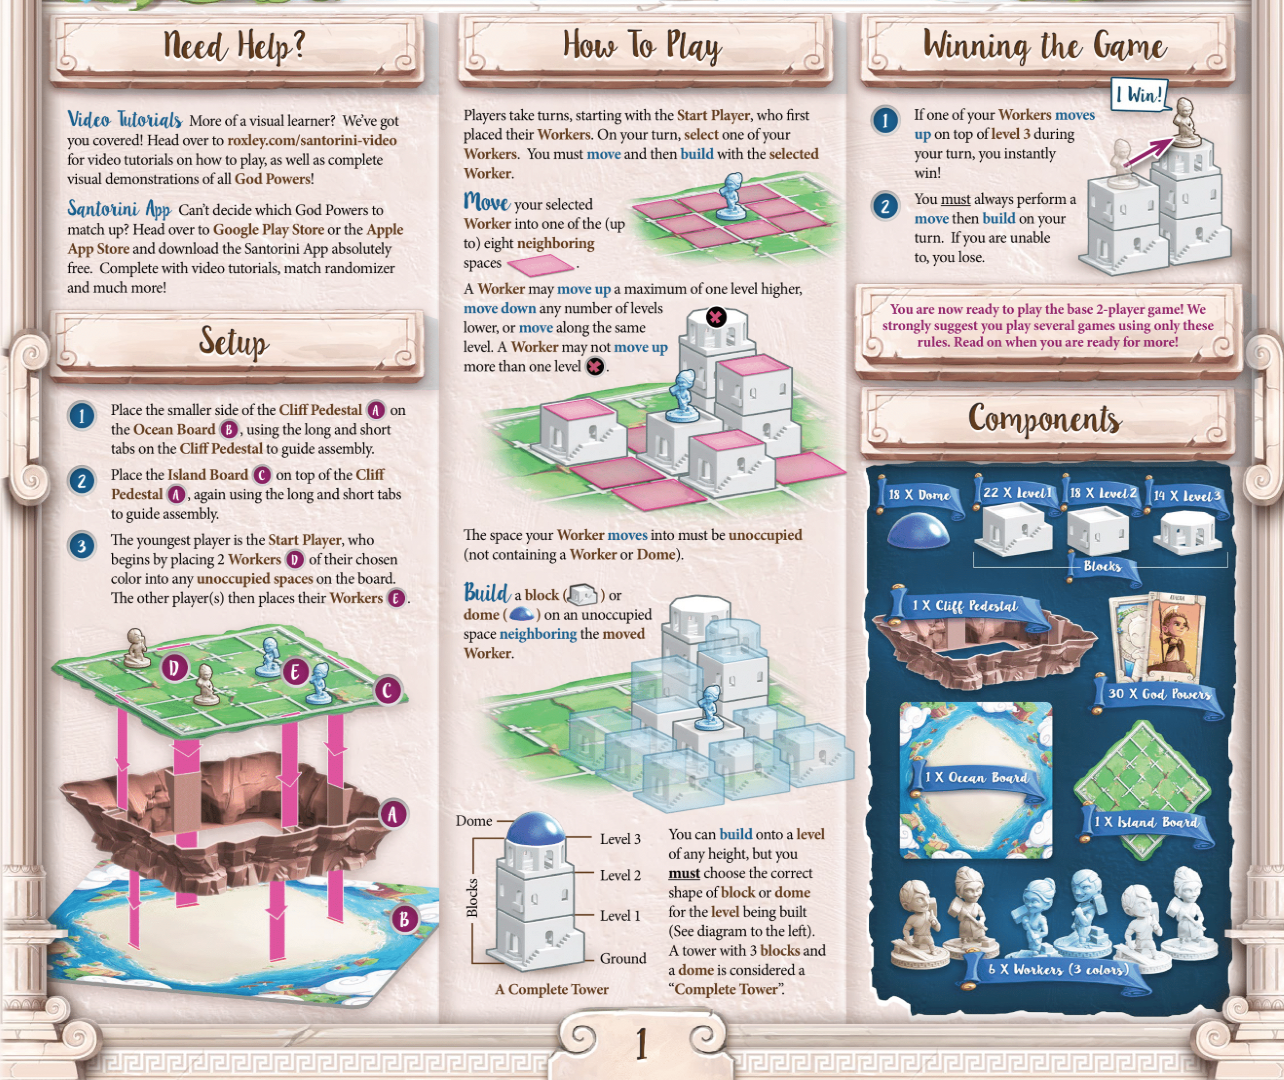 Need Help?
Video Tutorials More of a visual learner? We've got
you covered! Head over to roxley.com/santorini-video
for video tutorials on how to play, as well as complete
visual demonstrations of all God Powers!
Santorini App Can't decide which God Powers to
match up? Head over to Google Play Store or the Apple
App Store and download the Santorini App absolutely
free. Complete with video tutorials, match randomizer
and much more!
Setup
1 Place the smaller side of the Cliff Pedestal A on
the Ocean Board B, using the long and short
tabs on the Cliff Pedestal to guide assembly.
2 Place the Island Board C on top of the Cliff
Pedestal A, again using the long and short tabs
to guide assembly.
3 The youngest player is the Start Player, who
begins by placing 2 Workers D of their chosen
color into any unoccupied spaces on the board.
The other player(s) then places their Workers E.
D
E
C
A
B
How To Play
Players take turns, starting with the Start Player, who first
placed their Workers. On your turn, select one of your
Workers. You must move and then build with the selected
Worker.
Move your selected
Worker into one of the (up
to) eight neighboring
spaces .
A Worker may move up a maximum of one level higher,
move down any number of levels
lower, or move along the same
level. A Worker may not move up
more than one level .
The space your Worker moves into must be unoccupied
(not containing a Worker or Dome).
Build a block ( ) or
dome ( ) on an unoccupied
space neighboring the moved
Worker.
Dome
Level 3
Level 2
Level 1
Ground
Blocks
A Complete Tower
You can build onto a level
of any height, but you
must choose the correct
shape of block or dome
for the level being built
(See diagram to the left).
A tower with 3 blocks and
a dome is considered a
"Complete Tower".
Winning the Game
I Win!
1 If one of your Workers moves
up on top of level 3 during
your turn, you instantly
win!
2 You must always perform a
move then build on your
turn. If you are unable
to, you lose.
You are now ready to play the base 2-player game! We
strongly suggest you play several games using only these
rules. Read on when you are ready for more!
Components
18 X Dome
22 X Level1
18 X Level2
14 X Level3
Blocks
1 X Cliff Pedestal
30 X God Powers
1 X Ocean Board
1 X Island Board
6 X Workers (3 colors)
1